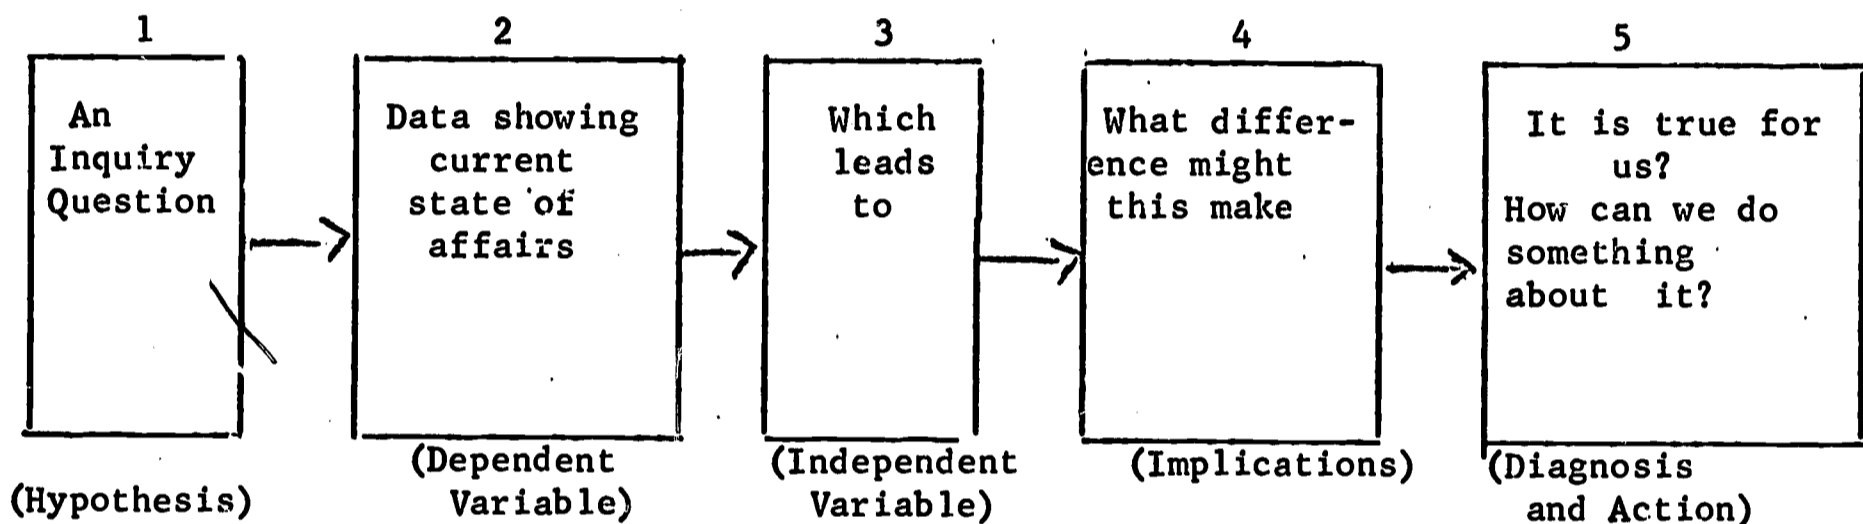 1
An
Inquiry
Question
(Hypothesis)
2
Data showing
current
state of
affairs
(Dependent
Variable)
3
Which
leads
to
(Independent
Variable)
4
What differ-
ence might
this make
(Implications)
5
It is true for
us?
How can we do
something
about it?
(Diagnosis
and Action)